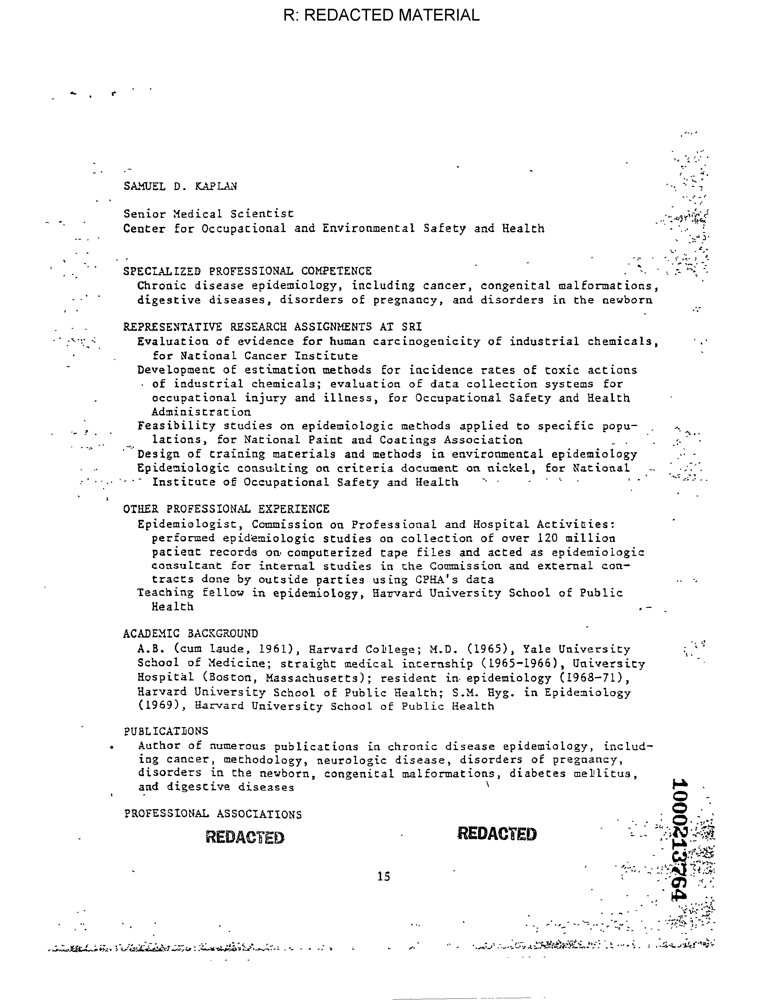 R: REDACTED MATERIAL
SAMUEL D. KAPLAN
Senior Medical Scientist
Center for Occupational and Environmental Safety and Health
SPECIALIZED PROFESSIONAL COMPETENCE
Chronic disease epidemiology, including cancer, congenital malformations,
digestive diseases, disorders of pregnancy, and disorders in the newborn
REPRESENTATIVE RESEARCH ASSIGNMENTS AT SRI
Evaluation of evidence for human carcinogenicity of industrial chemicals,
for National Cancer Institute
Development of estimation methods for incidence rates of toxic actions
of industrial chemicals; evaluation of data collection systems for
occupational injury and illness, for Occupational Safety and Health
Administration
Feasibility studies on epidemiologic methods applied to specific popu-
lations, for National Paint and Coatings Association
Design of training materials and methods in environmental epidemiology
Epidemiologic consulting on criteria document on nickel, for National
Institute of Occupational Safety and Health
OTHER PROFESSIONAL EXPERIENCE
Epidemiologist, Commission on Professional and Hospital Activities:
performed epidemiologic studies on collection of over 120 million
patient records on computerized tape files and acted as epidemiologic
consultant for internal studies in the Commission and external con-
tracts done by outside parties using CPHA's data
Teaching fellow in epidemiology, Harvard University School of Public
Health
ACADEMIC BACKGROUND
A.B. (cum laude, 1961), Harvard College; M.D. (1965), Yale University
School of Medicine; straight medical internship (1965-1966), University
Hospital (Boston, Massachusetts); resident in epidemiology (1968-71),
Harvard University School of Public Health; S.M. Hyg. in Epidemiology
(1969), Harvard University School of Public Health
PUBLICATIONS
Author of numerous publications in chronic disease epidemiology, includ-
ing cancer, methodology, neurologic disease, disorders of pregnancy,
disorders in the newborn, congenital malformations, diabetes mellitus,
and digestive diseases
PROFESSIONAL ASSOCIATIONS
REDACTED REDACTED
15
1000213764